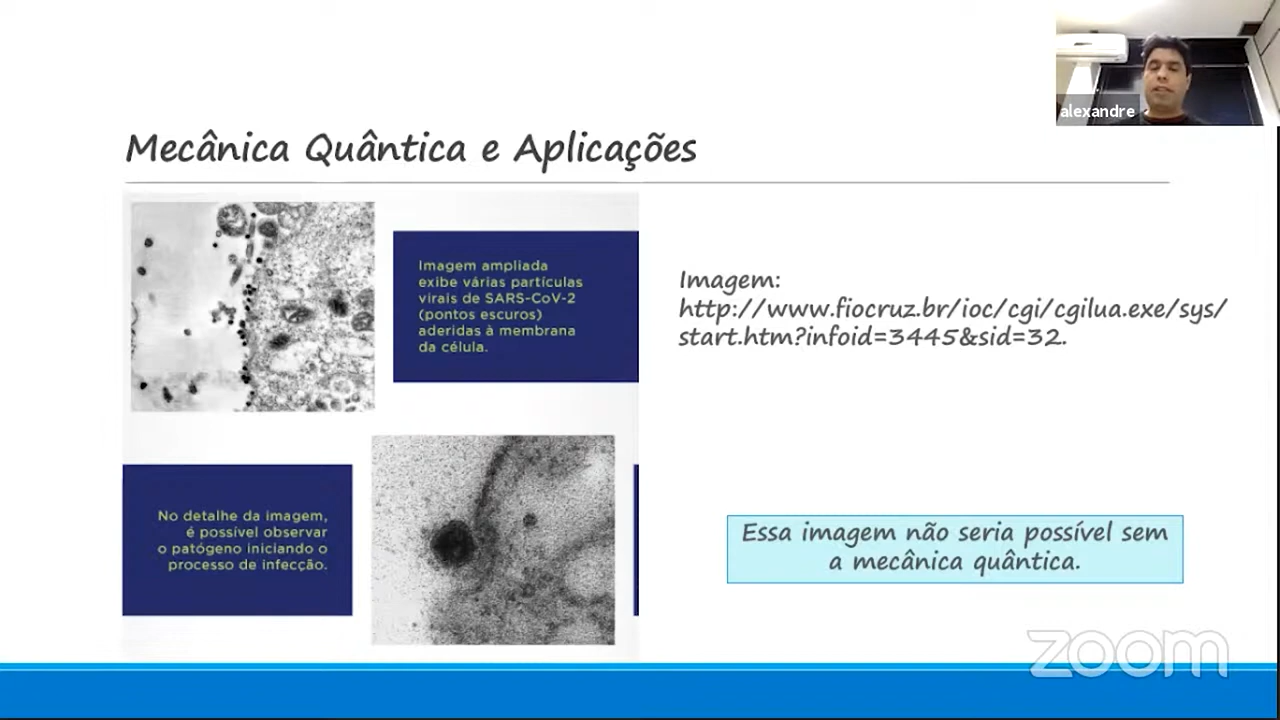 alexandre
Mecânica Quântica e Aplicações
Imagem ampliada
exibe várias partículas
virais de SARS-CoV-2
(pontos escuros)
aderidas à membrana
da célula.
Imagem:
http://www.fiocruz.br/ioc/cgi/cgilua.exe/sys/
start.htm?infoid=3445&sid=32.
No detalhe da imagem,
é possível observar
o patógeno iniciando o
processo de infecção.
Essa imagem não seria possível sem
a mecânica quântica.
zoom